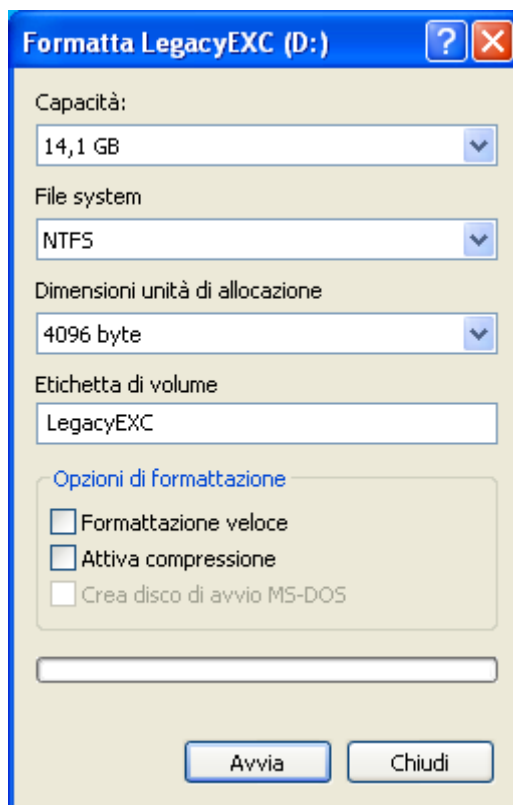 Formatta LegacyEXC (D:)
Capacità:
14,1 GB
File system
NTFS
Dimensioni unità di allocazione
4096 byte
Etichetta di volume
LegacyEXC
Opzioni di formattazione
Formattazione veloce
Attiva compressione
Crea disco di avvio MS-DOS
Avvia Chiudi